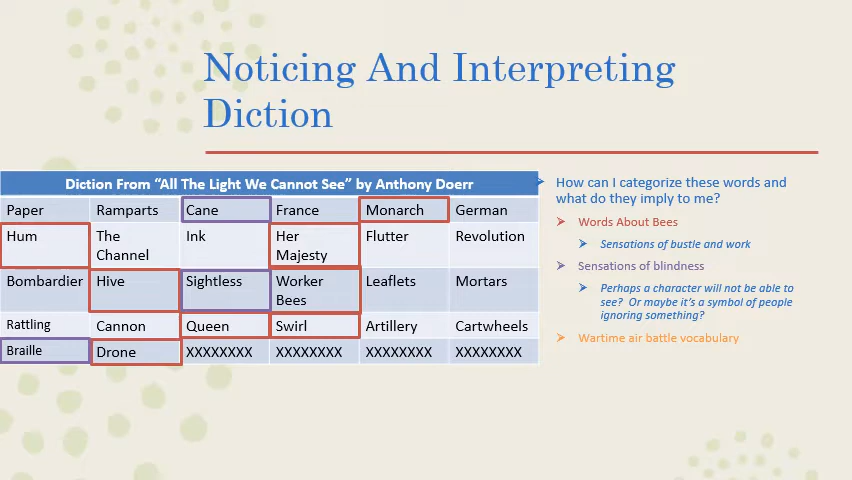 Noticing And Interpreting
Diction
Diction From “All The Light We Cannot See” by Anthony Doerr
Paper Ramparts Cane France Monarch German
Hum The Channel Ink Her Majesty Flutter Revolution
Bombardier Hive Sightless Worker Bees Leaflets Mortars
Rattling Cannon Queen Swirl Artillery Cartwheels
Braille Drone XXXXXXXX XXXXXXXX XXXXXXXX XXXXXXXX
How can I categorize these words and
what do they imply to me?
Words About Bees
Sensations of bustle and work
Sensations of blindness
Perhaps a character will not be able to
see? Or maybe it’s a symbol of people
ignoring something?
Wartime air battle vocabulary